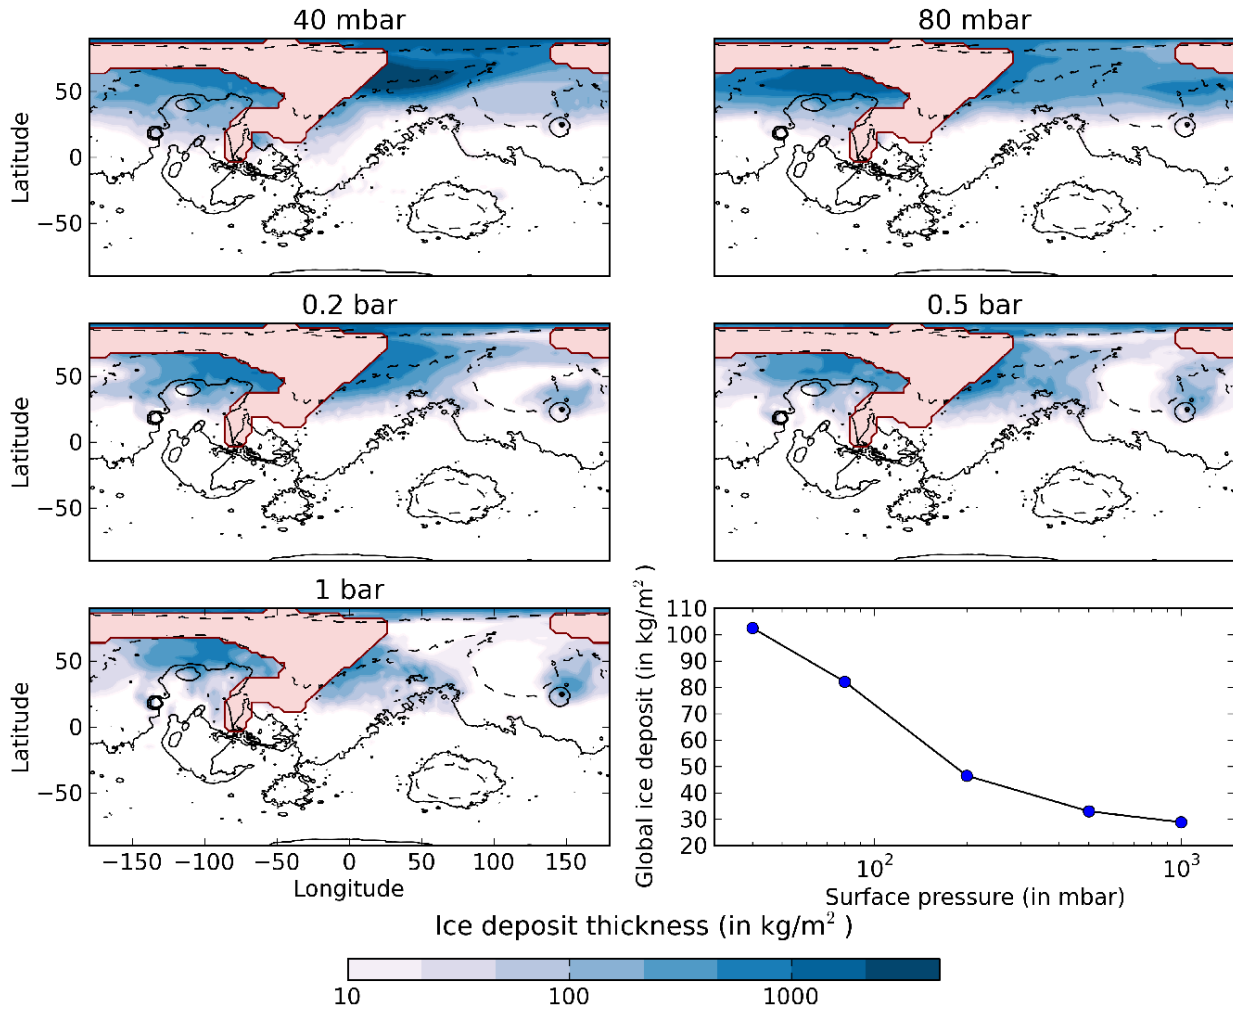 40 mbar
80 mbar
Latitude
50
0
−50
0.2 bar
0.5 bar
Latitude
50
0
−50
1 bar
Latitude
50
0
−50
−150 −100 −50 0 50 100 150
Longitude
Global ice deposit (in kg/m²)
110
100
90
80
70
60
50
40
30
20
10² 10³
Surface pressure (in mbar)
Ice deposit thickness (in kg/m²)
10 100 1000